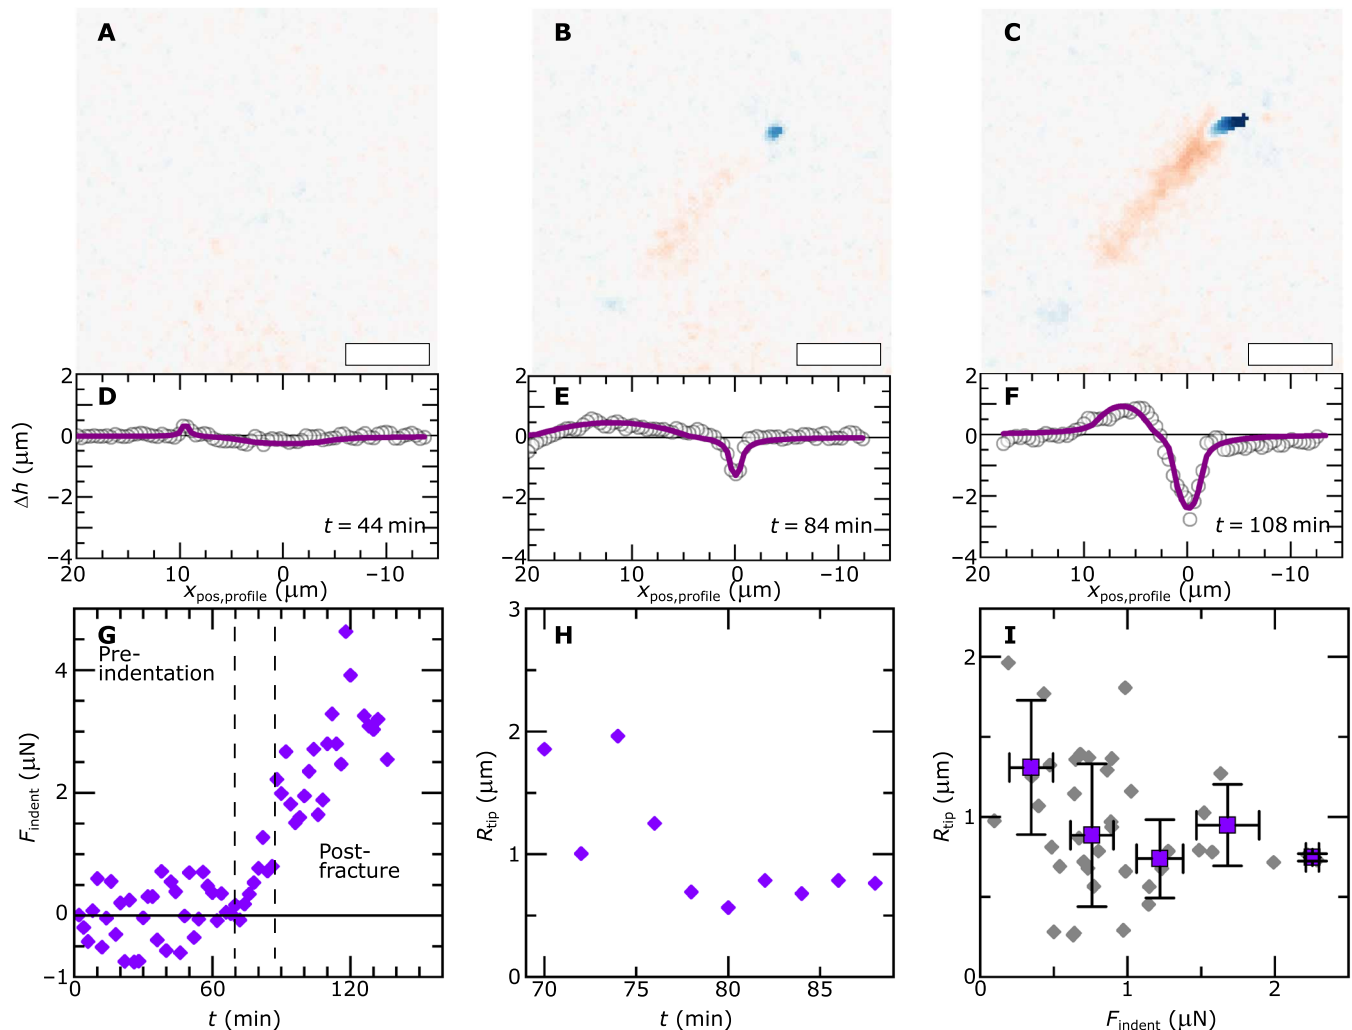 A
B
C
2
0
−2
−4
Δh (μm)
D
t = 44 min
20
10
0
−10
xpos,profile (μm)
2
0
−2
−4
E
t = 84 min
20
10
0
−10
xpos,profile (μm)
2
0
−2
−4
F
t = 108 min
20
10
0
−10
xpos,profile (μm)
G
Pre-
indentation
Post-
fracture
4
2
0
−1
Findent (μN)
0
60
120
t (min)
H
3
2
1
0
Rtip (μm)
70
75
80
85
t (min)
I
2
1
0
Rtip (μm)
0
1
2
Findent (μN)